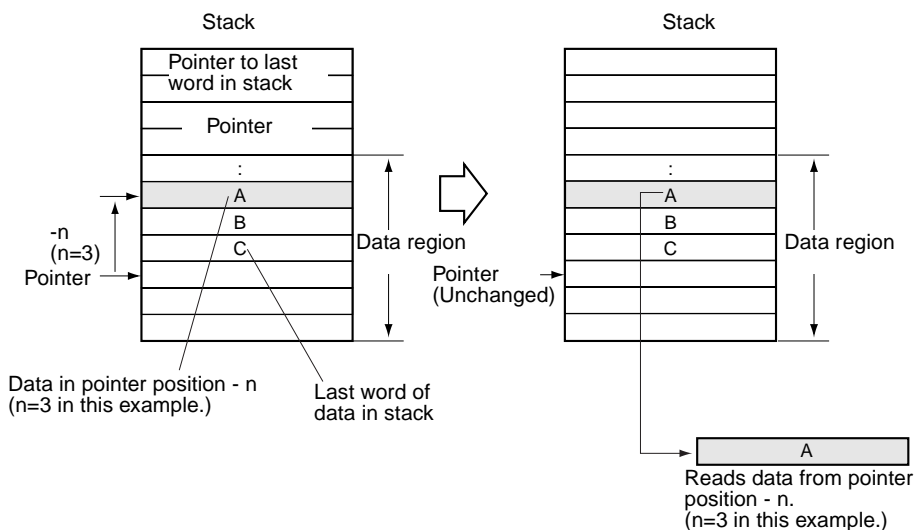 Stack
Pointer to last
word in stack
Pointer
:
A
B
C
-n
(n=3)
Pointer
Data region
Data in pointer position - n
(n=3 in this example.)
Last word of
data in stack
Stack
:
A
B
C
Pointer
(Unchanged)
Data region
A
Reads data from pointer
position - n.
(n=3 in this example.)